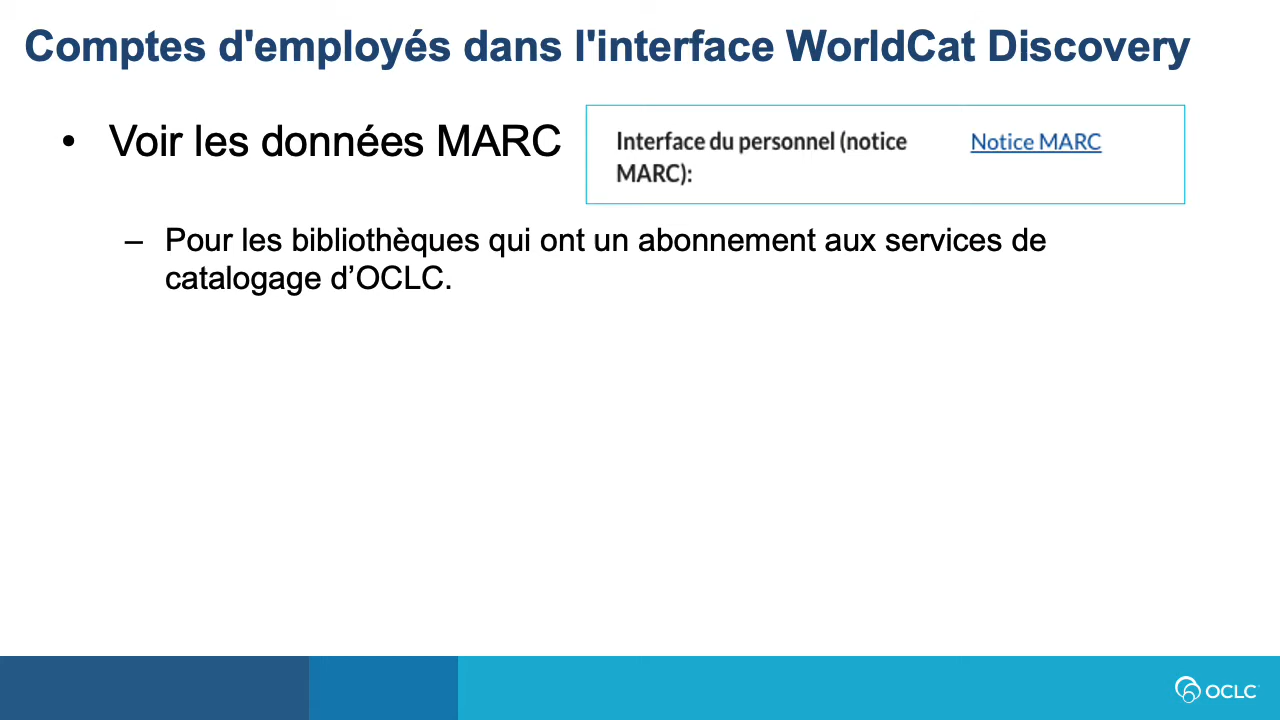 Comptes d'employés dans l'interface WorldCat Discovery
• Voir les données MARC
Interface du personnel (notice MARC):
Notice MARC
– Pour les bibliothèques qui ont un abonnement aux services de
catalogage d’OCLC.
OCLC